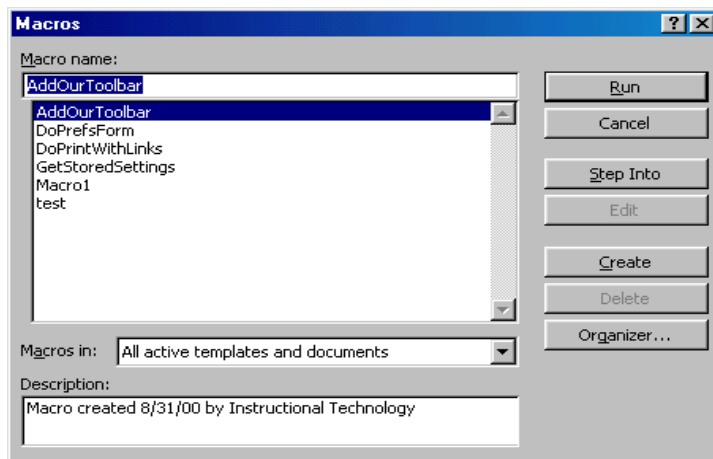 Macros
Macro name:
AddOurToolbar
AddOurToolbar
DoPrefsForm
DoPrintWithLinks
GetStoredSettings
Macro1
test
Run
Cancel
Step Into
Edit
Create
Delete
Organizer...
Macros in: All active templates and documents
Description:
Macro created 8/31/00 by Instructional Technology